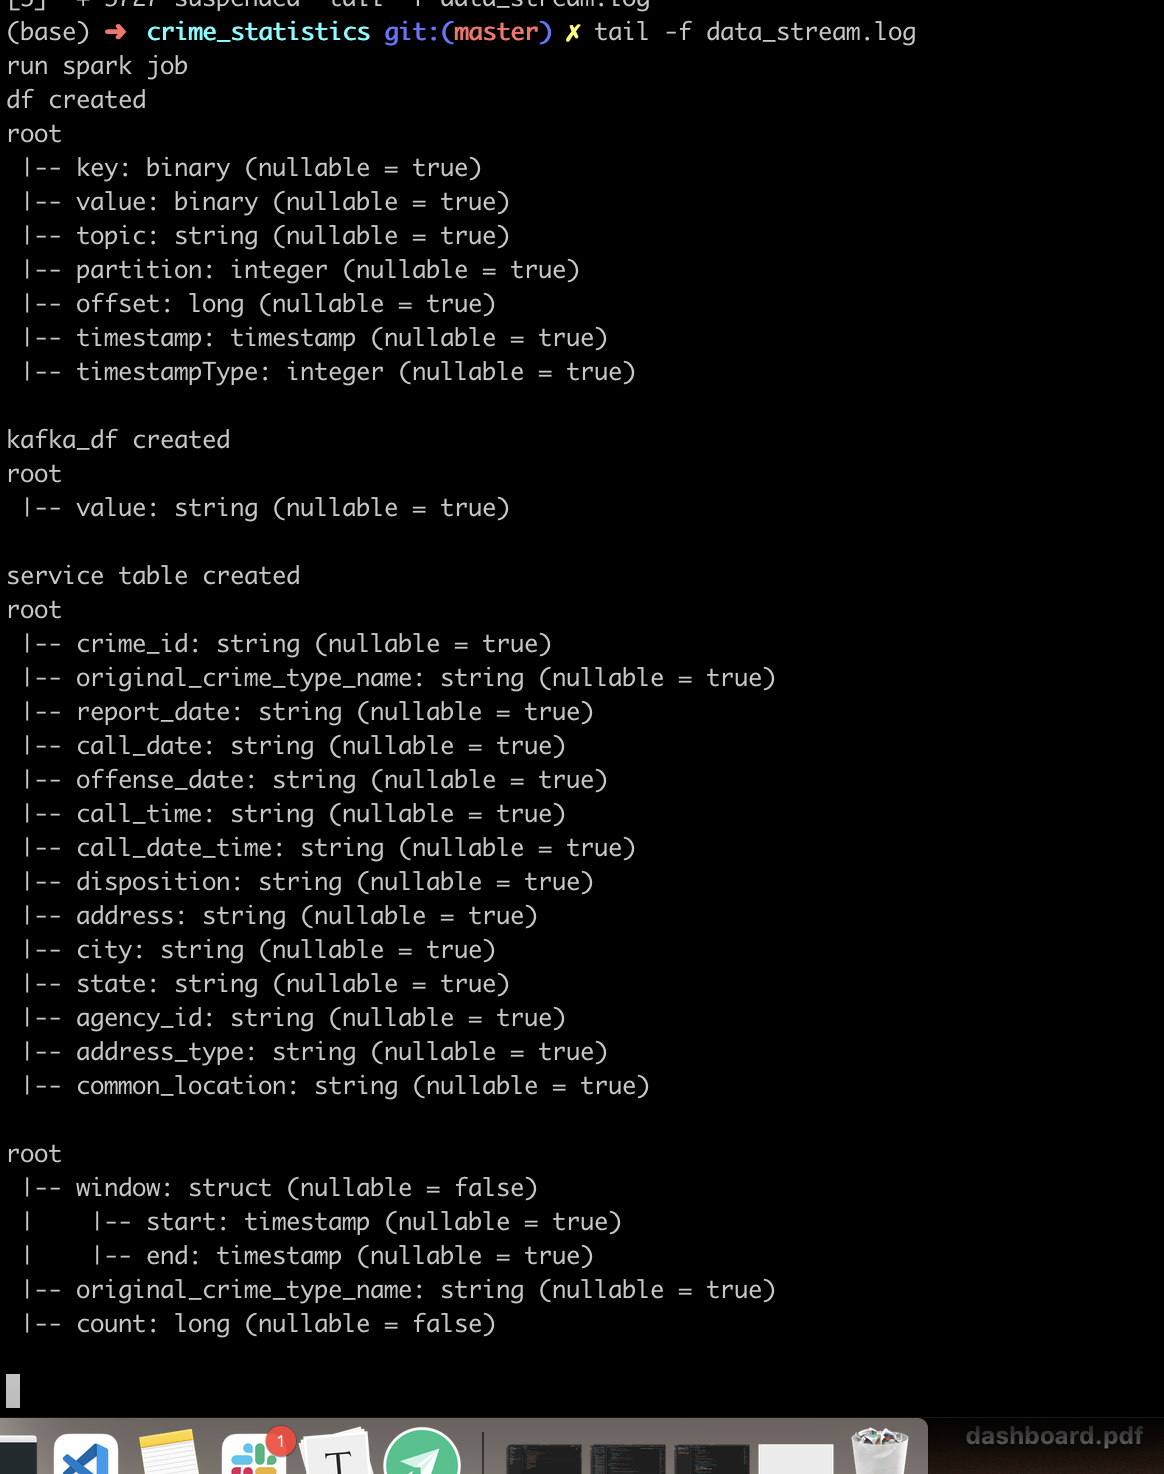 [3]  + 3727 suspended  tail -f data_stream.log
(base) ➜  crime_statistics git:(master) ✗ tail -f data_stream.log
run spark job
df created
root
 |-- key: binary (nullable = true)
 |-- value: binary (nullable = true)
 |-- topic: string (nullable = true)
 |-- partition: integer (nullable = true)
 |-- offset: long (nullable = true)
 |-- timestamp: timestamp (nullable = true)
 |-- timestampType: integer (nullable = true)

kafka_df created
root
 |-- value: string (nullable = true)

service table created
root
 |-- crime_id: string (nullable = true)
 |-- original_crime_type_name: string (nullable = true)
 |-- report_date: string (nullable = true)
 |-- call_date: string (nullable = true)
 |-- offense_date: string (nullable = true)
 |-- call_time: string (nullable = true)
 |-- call_date_time: string (nullable = true)
 |-- disposition: string (nullable = true)
 |-- address: string (nullable = true)
 |-- city: string (nullable = true)
 |-- state: string (nullable = true)
 |-- agency_id: string (nullable = true)
 |-- address_type: string (nullable = true)
 |-- common_location: string (nullable = true)

root
 |-- window: struct (nullable = false)
 |    |-- start: timestamp (nullable = true)
 |    |-- end: timestamp (nullable = true)
 |-- original_crime_type_name: string (nullable = true)
 |-- count: long (nullable = false)

1
T
dashboard.pdf